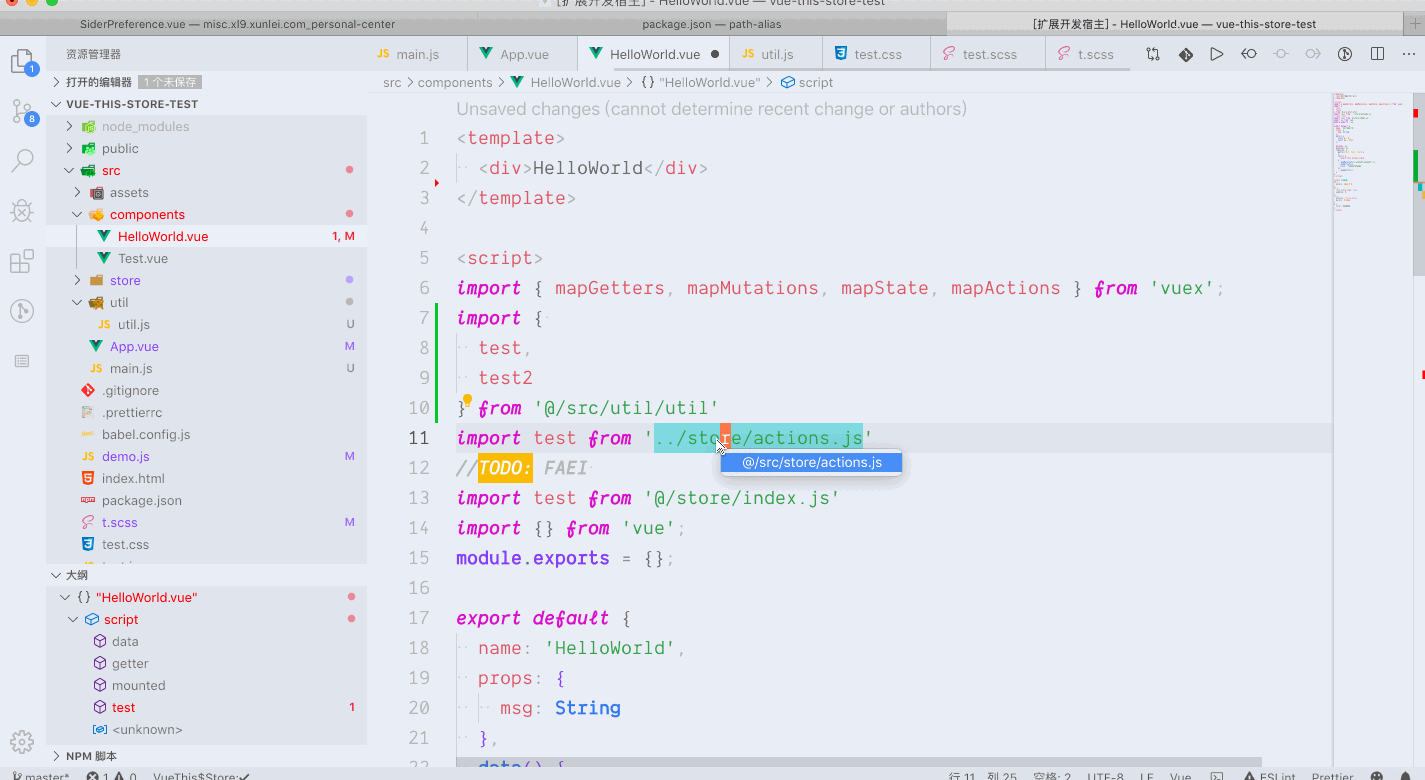 [扩展开发宿主] - HelloWorld.vue — vue-this-store-test
SiderPreference.vue — misc.xl9.xunlei.com_personal-center
package.json — path-alias
[扩展开发宿主] - HelloWorld.vue — vue-this-store-test
资源管理器
JS main.js
App.vue
HelloWorld.vue
JS util.js
test.css
test.scss
t.scss
打开的编辑器 1 个未保存
src > components > HelloWorld.vue > {} "HelloWorld.vue" > script
1
8
VUE-THIS-STORE-TEST
node_modules
public
src
assets
components
HelloWorld.vue 1, M
Test.vue
store
util
JS util.js U
App.vue M
JS main.js U
.gitignore
.prettierrc
babel.config.js
demo.js M
index.html
package.json
t.scss M
test.css
大纲
{} "HelloWorld.vue"
script
data
getter
mounted
test 1
<unknown>
NPM 脚本
Unsaved changes (cannot determine recent change or authors)
1 <template>
2 <div>HelloWorld</div>
3 </template>
4
5 <script>
6 import { mapGetters, mapMutations, mapState, mapActions } from 'vuex';
7 import {
8 test,
9 test2
10 } from '@/src/util/util'
11 import test from '../store/actions.js'
@/src/store/actions.js
12 //TODO: FAEI
13 import test from '@/store/index.js'
14 import {} from 'vue';
15 module.exports = {};
16
17 export default {
18 name: 'HelloWorld',
19 props: {
20 msg: String
21 },
22 data() {
master* 1 0 VueThis$Store:✓
行 11, 列 25 空格: 2 UTF-8 LF Vue ESLint Prettier